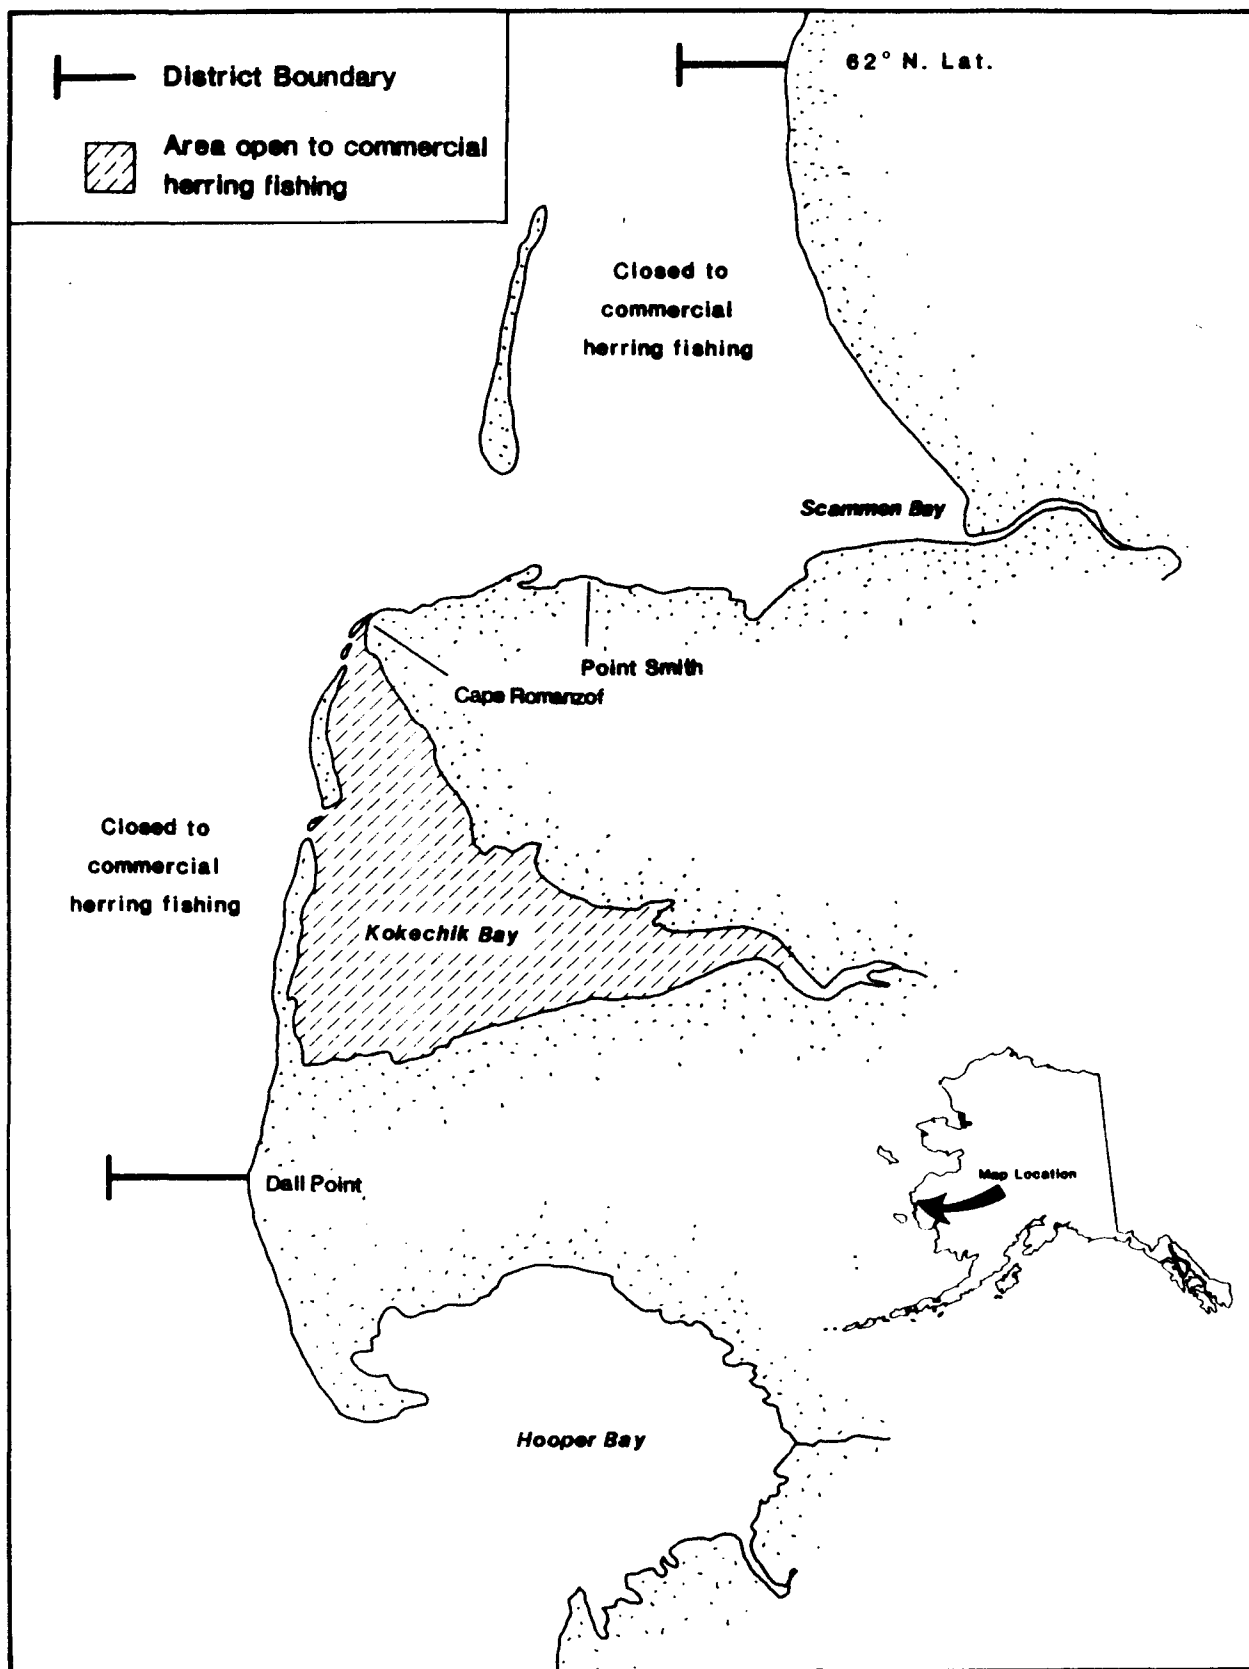 District Boundary
Area open to commercial
herring fishing
62° N. Lat.
Closed to
commercial
herring fishing
Scammon Bay
Point Smith
Cape Romanzof
Closed to
commercial
herring fishing
Kokechik Bay
Map Location
Dall Point
Hooper Bay